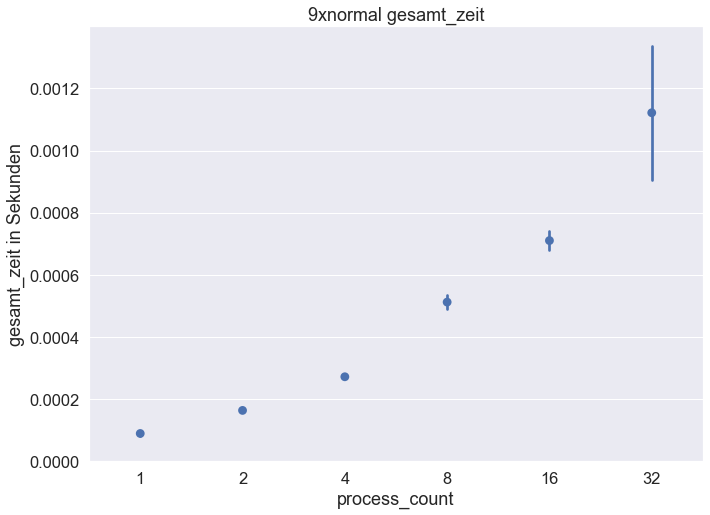 9xnormal gesamt_zeit
gesamt_zeit in Sekunden
0.0012
0.0010
0.0008
0.0006
0.0004
0.0002
0.0000
1 2 4 8 16 32
process_count